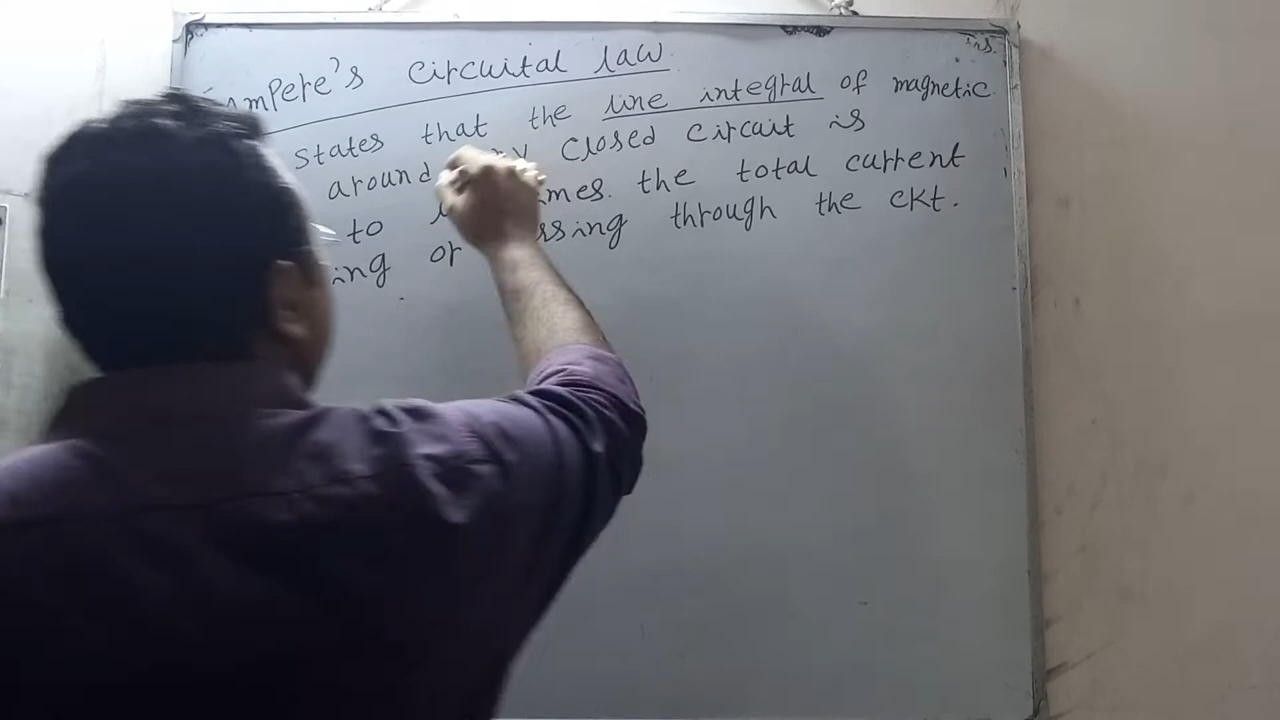 Ampere's Circuital law
states that the line integral of magnetic
around any closed circuit is
to times. the total current
ing or passing through the ckt.